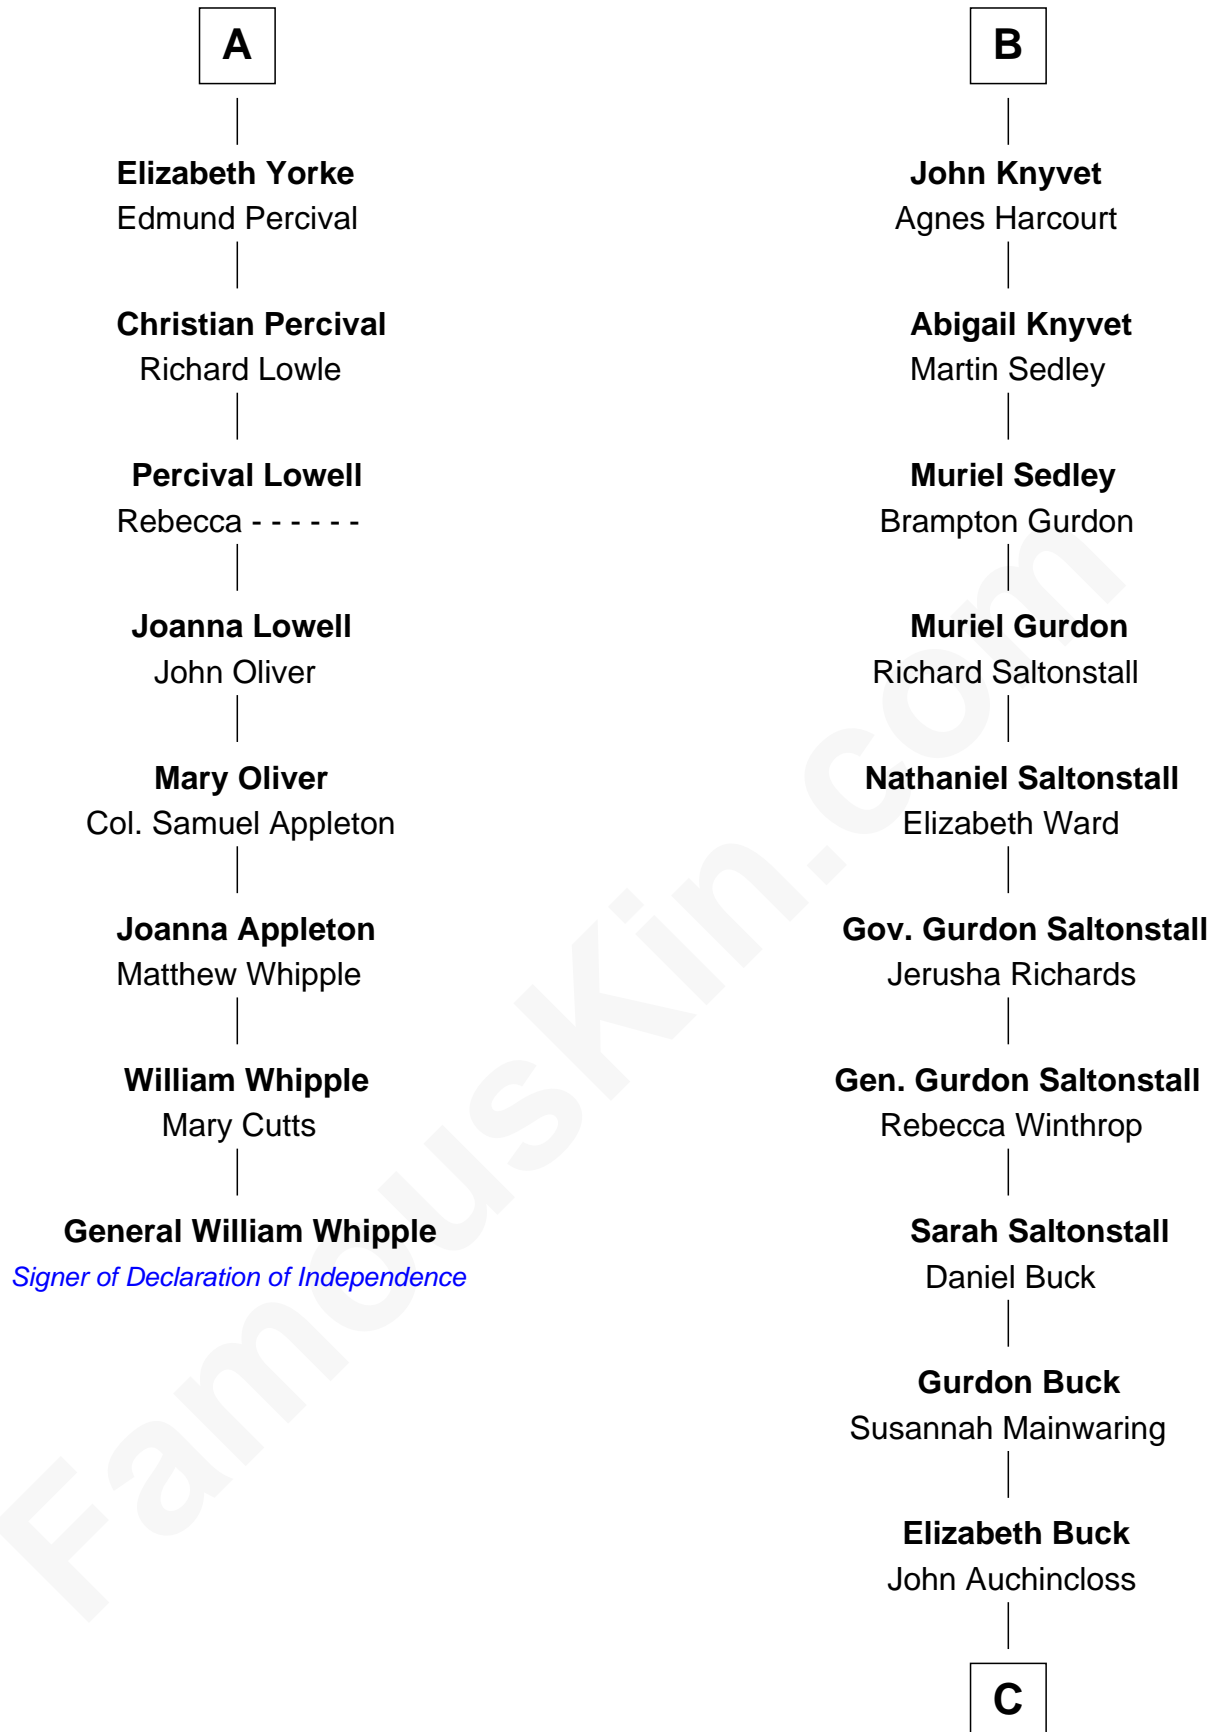 A
Elizabeth Yorke
Edmund Percival
Christian Percival
Richard Lowle
Percival Lowell
Rebecca - - - - - -
Joanna Lowell
John Oliver
Mary Oliver
Col. Samuel Appleton
Joanna Appleton
Matthew Whipple
William Whipple
Mary Cutts
General William Whipple
Signer of Declaration of Independence
B
John Knyvet
Agnes Harcourt
Abigail Knyvet
Martin Sedley
Muriel Sedley
Brampton Gurdon
Muriel Gurdon
Richard Saltonstall
Nathaniel Saltonstall
Elizabeth Ward
Gov. Gurdon Saltonstall
Jerusha Richards
Gen. Gurdon Saltonstall
Rebecca Winthrop
Sarah Saltonstall
Daniel Buck
Gurdon Buck
Susannah Mainwaring
Elizabeth Buck
John Auchincloss
C
FamousKin.com